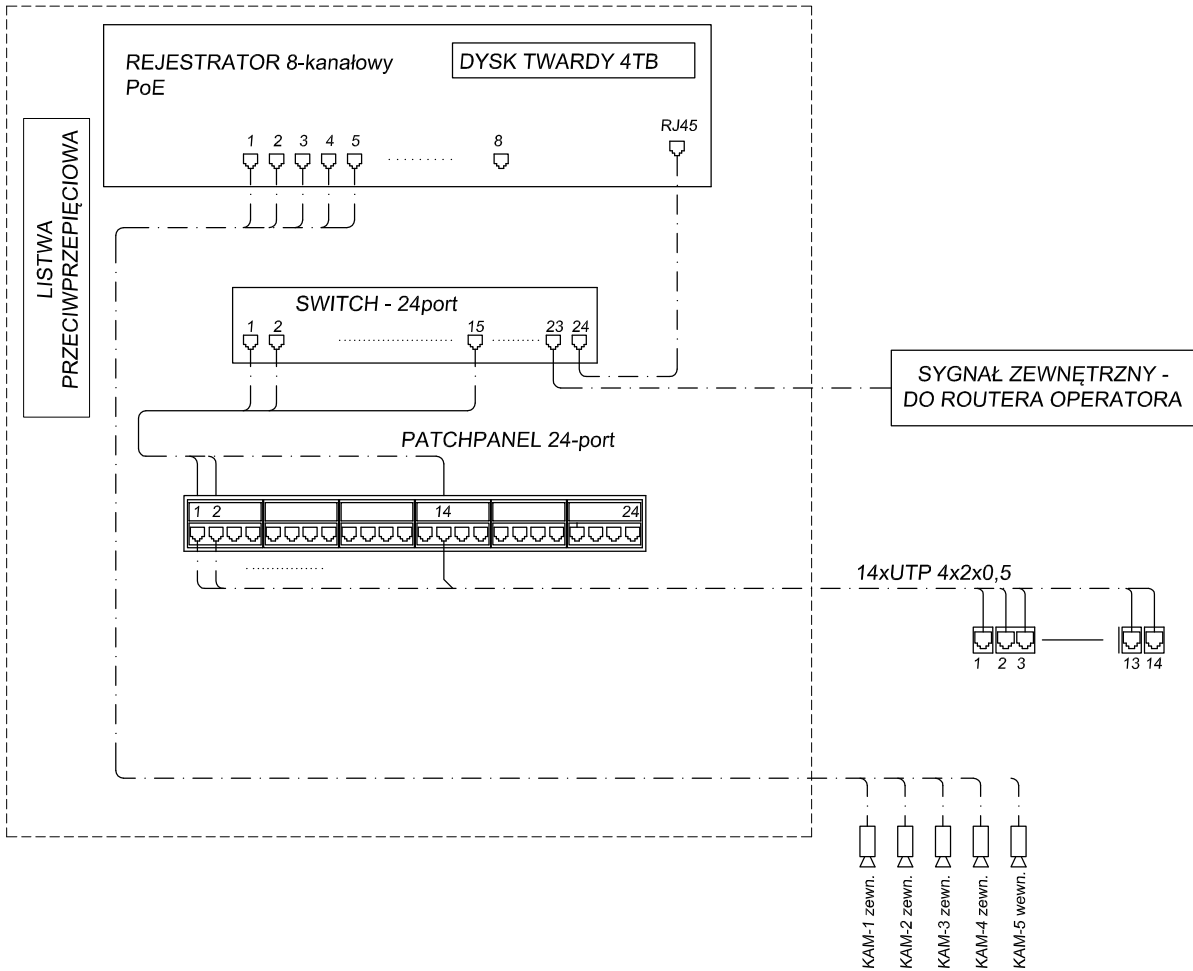 REJESTRATOR 8-kanałowy
PoE
DYSK TWARDY 4TB
1 2 3 4 5 8
RJ45
LISTWA
PRZECIWPRZEPIĘCIOWA
SWITCH - 24port
1 2 15 23 24
SYGNAŁ ZEWNĘTRZNY -
DO ROUTERA OPERATORA
PATCHPANEL 24-port
1 2 14 24
14xUTP 4x2x0,5
1 2 3 13 14
KAM-1 zewn.
KAM-2 zewn.
KAM-3 zewn.
KAM-4 zewn.
KAM-5 wewn.